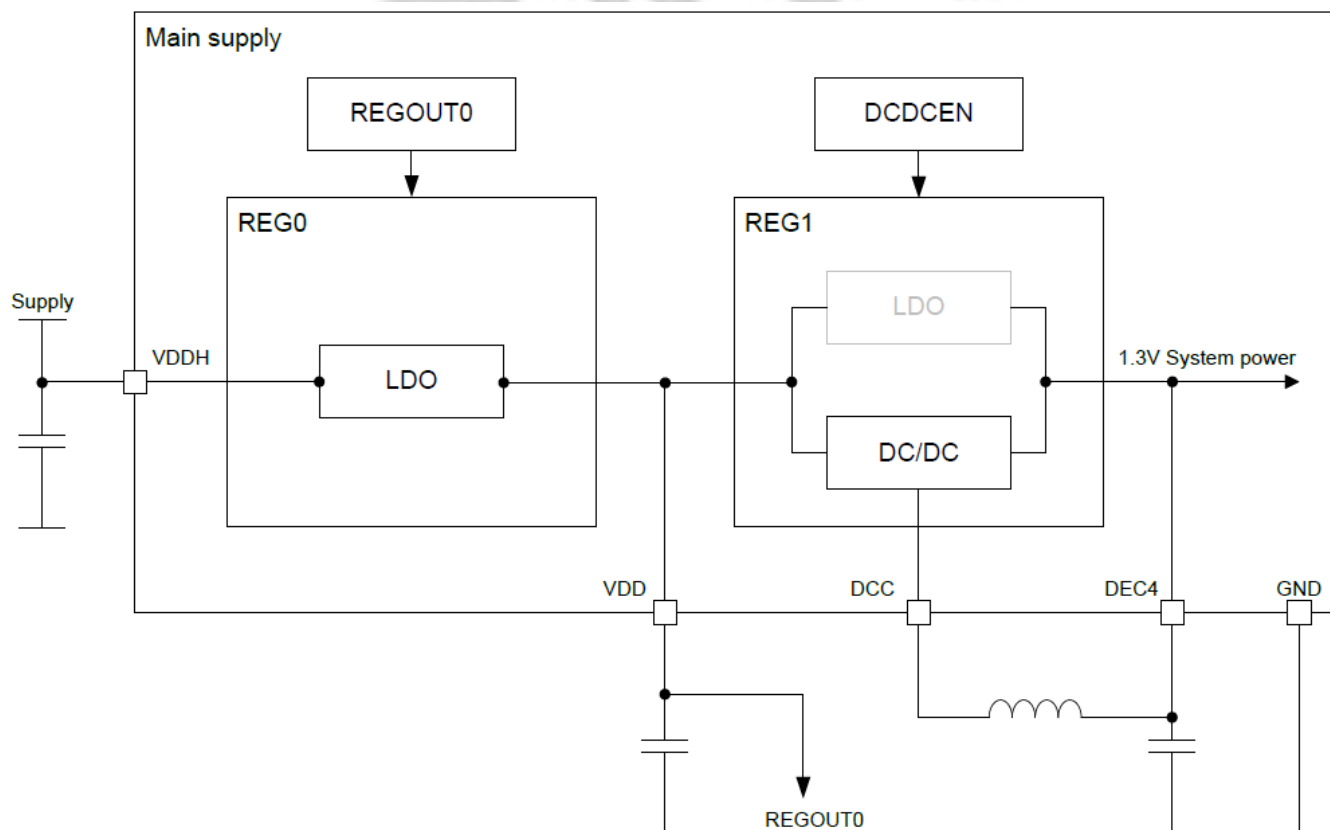 Main supply
REGOUT0
DCDCEN
REG0
REG1
LDO
Supply
VDDH
LDO
1.3V System power
DC/DC
VDD
DCC
DEC4
GND
REGOUT0